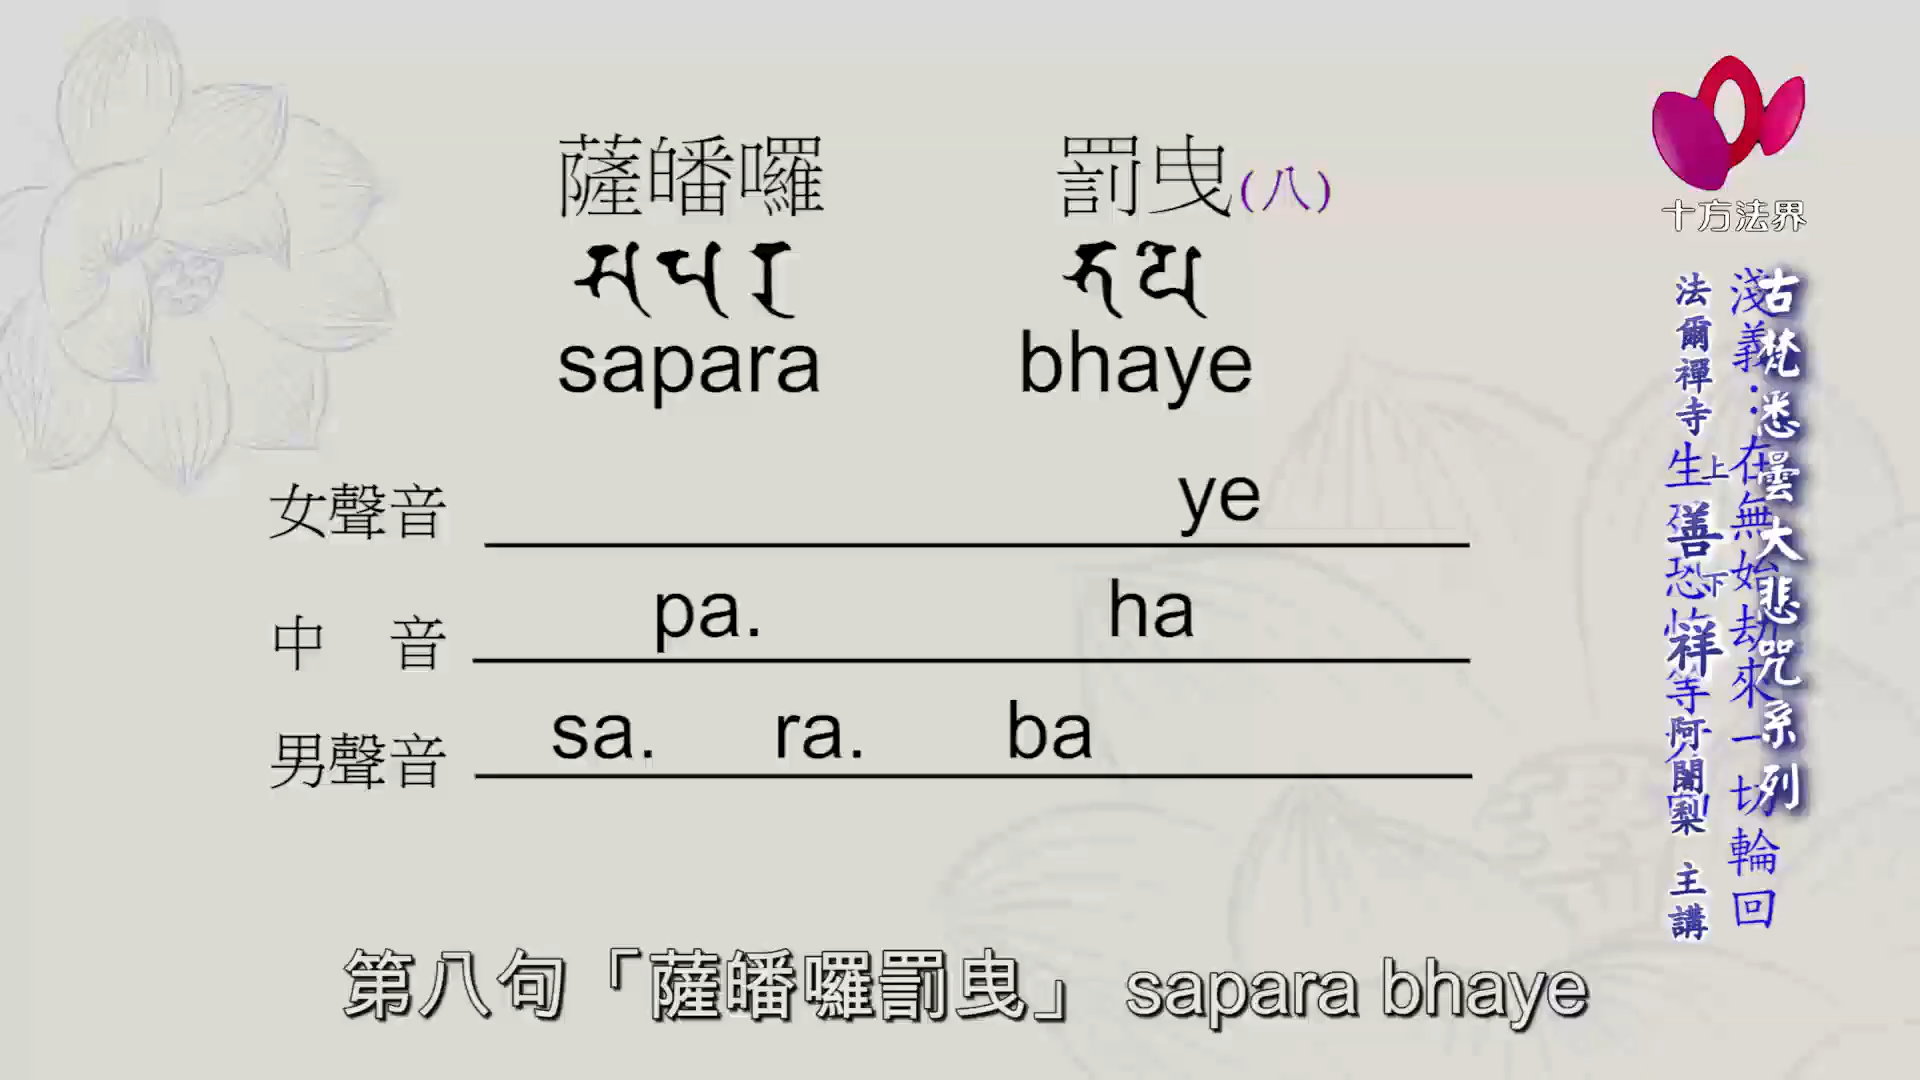 薩皤囉 罰曳(八)
sapara bhaye
女聲音 ye
中 音 pa. ha
男聲音 sa. ra. ba
第八句「薩皤囉罰曳」 sapara bhaye
十方法界
古梵悉曇大悲咒系列
淺義：在無始劫來一切輪回
法爾禪寺 上善下祥 阿闍梨 主講